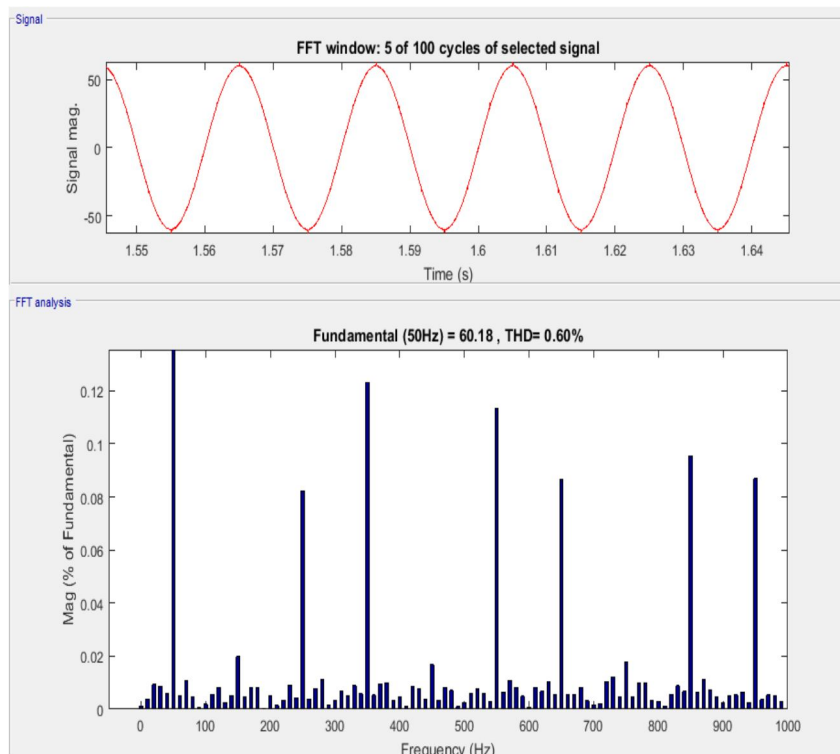 Signal
FFT window: 5 of 100 cycles of selected signal
Signal mag.
50
0
-50
1.55 1.56 1.57 1.58 1.59 1.6 1.61 1.62 1.63 1.64
Time (s)
FFT analysis
Fundamental (50Hz) = 60.18 , THD= 0.60%
Mag (% of Fundamental)
0.12
0.1
0.08
0.06
0.04
0.02
0
0 100 200 300 400 500 600 700 800 900 1000
Frequency (Hz)